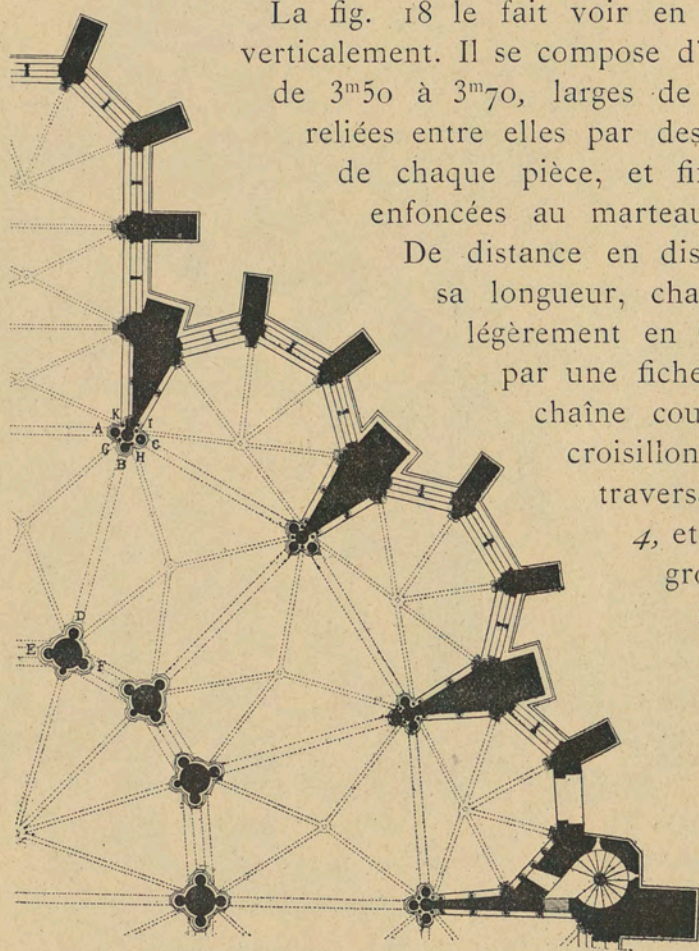 La fig. 18 le fait voir en
verticalement. Il se compose d'
de 3ᵐ50 à 3ᵐ70, larges de
reliées entre elles par des
de chaque pièce, et fi
enfoncées au marteau
De distance en dis
sa longueur, cha
légèrement en
par une fiche
chaîne cou
croisillon
travers
4, et
gro
K
A
I
G
C
H
B
D
E
F